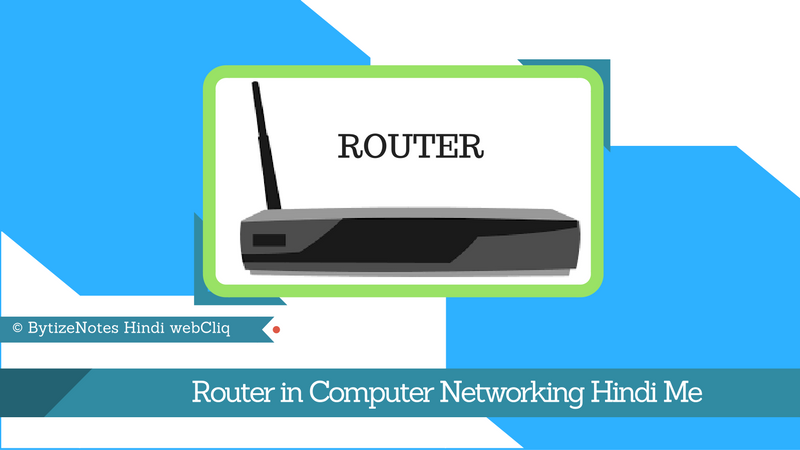 ROUTER
© BytizeNotes Hindi webCliq
Router in Computer Networking Hindi Me